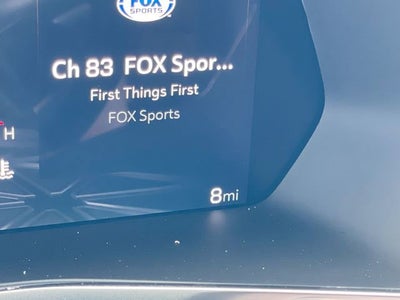 FOX
SPORTS
Ch 83 FOX Spor...
First Things First
FOX Sports
H
8mi